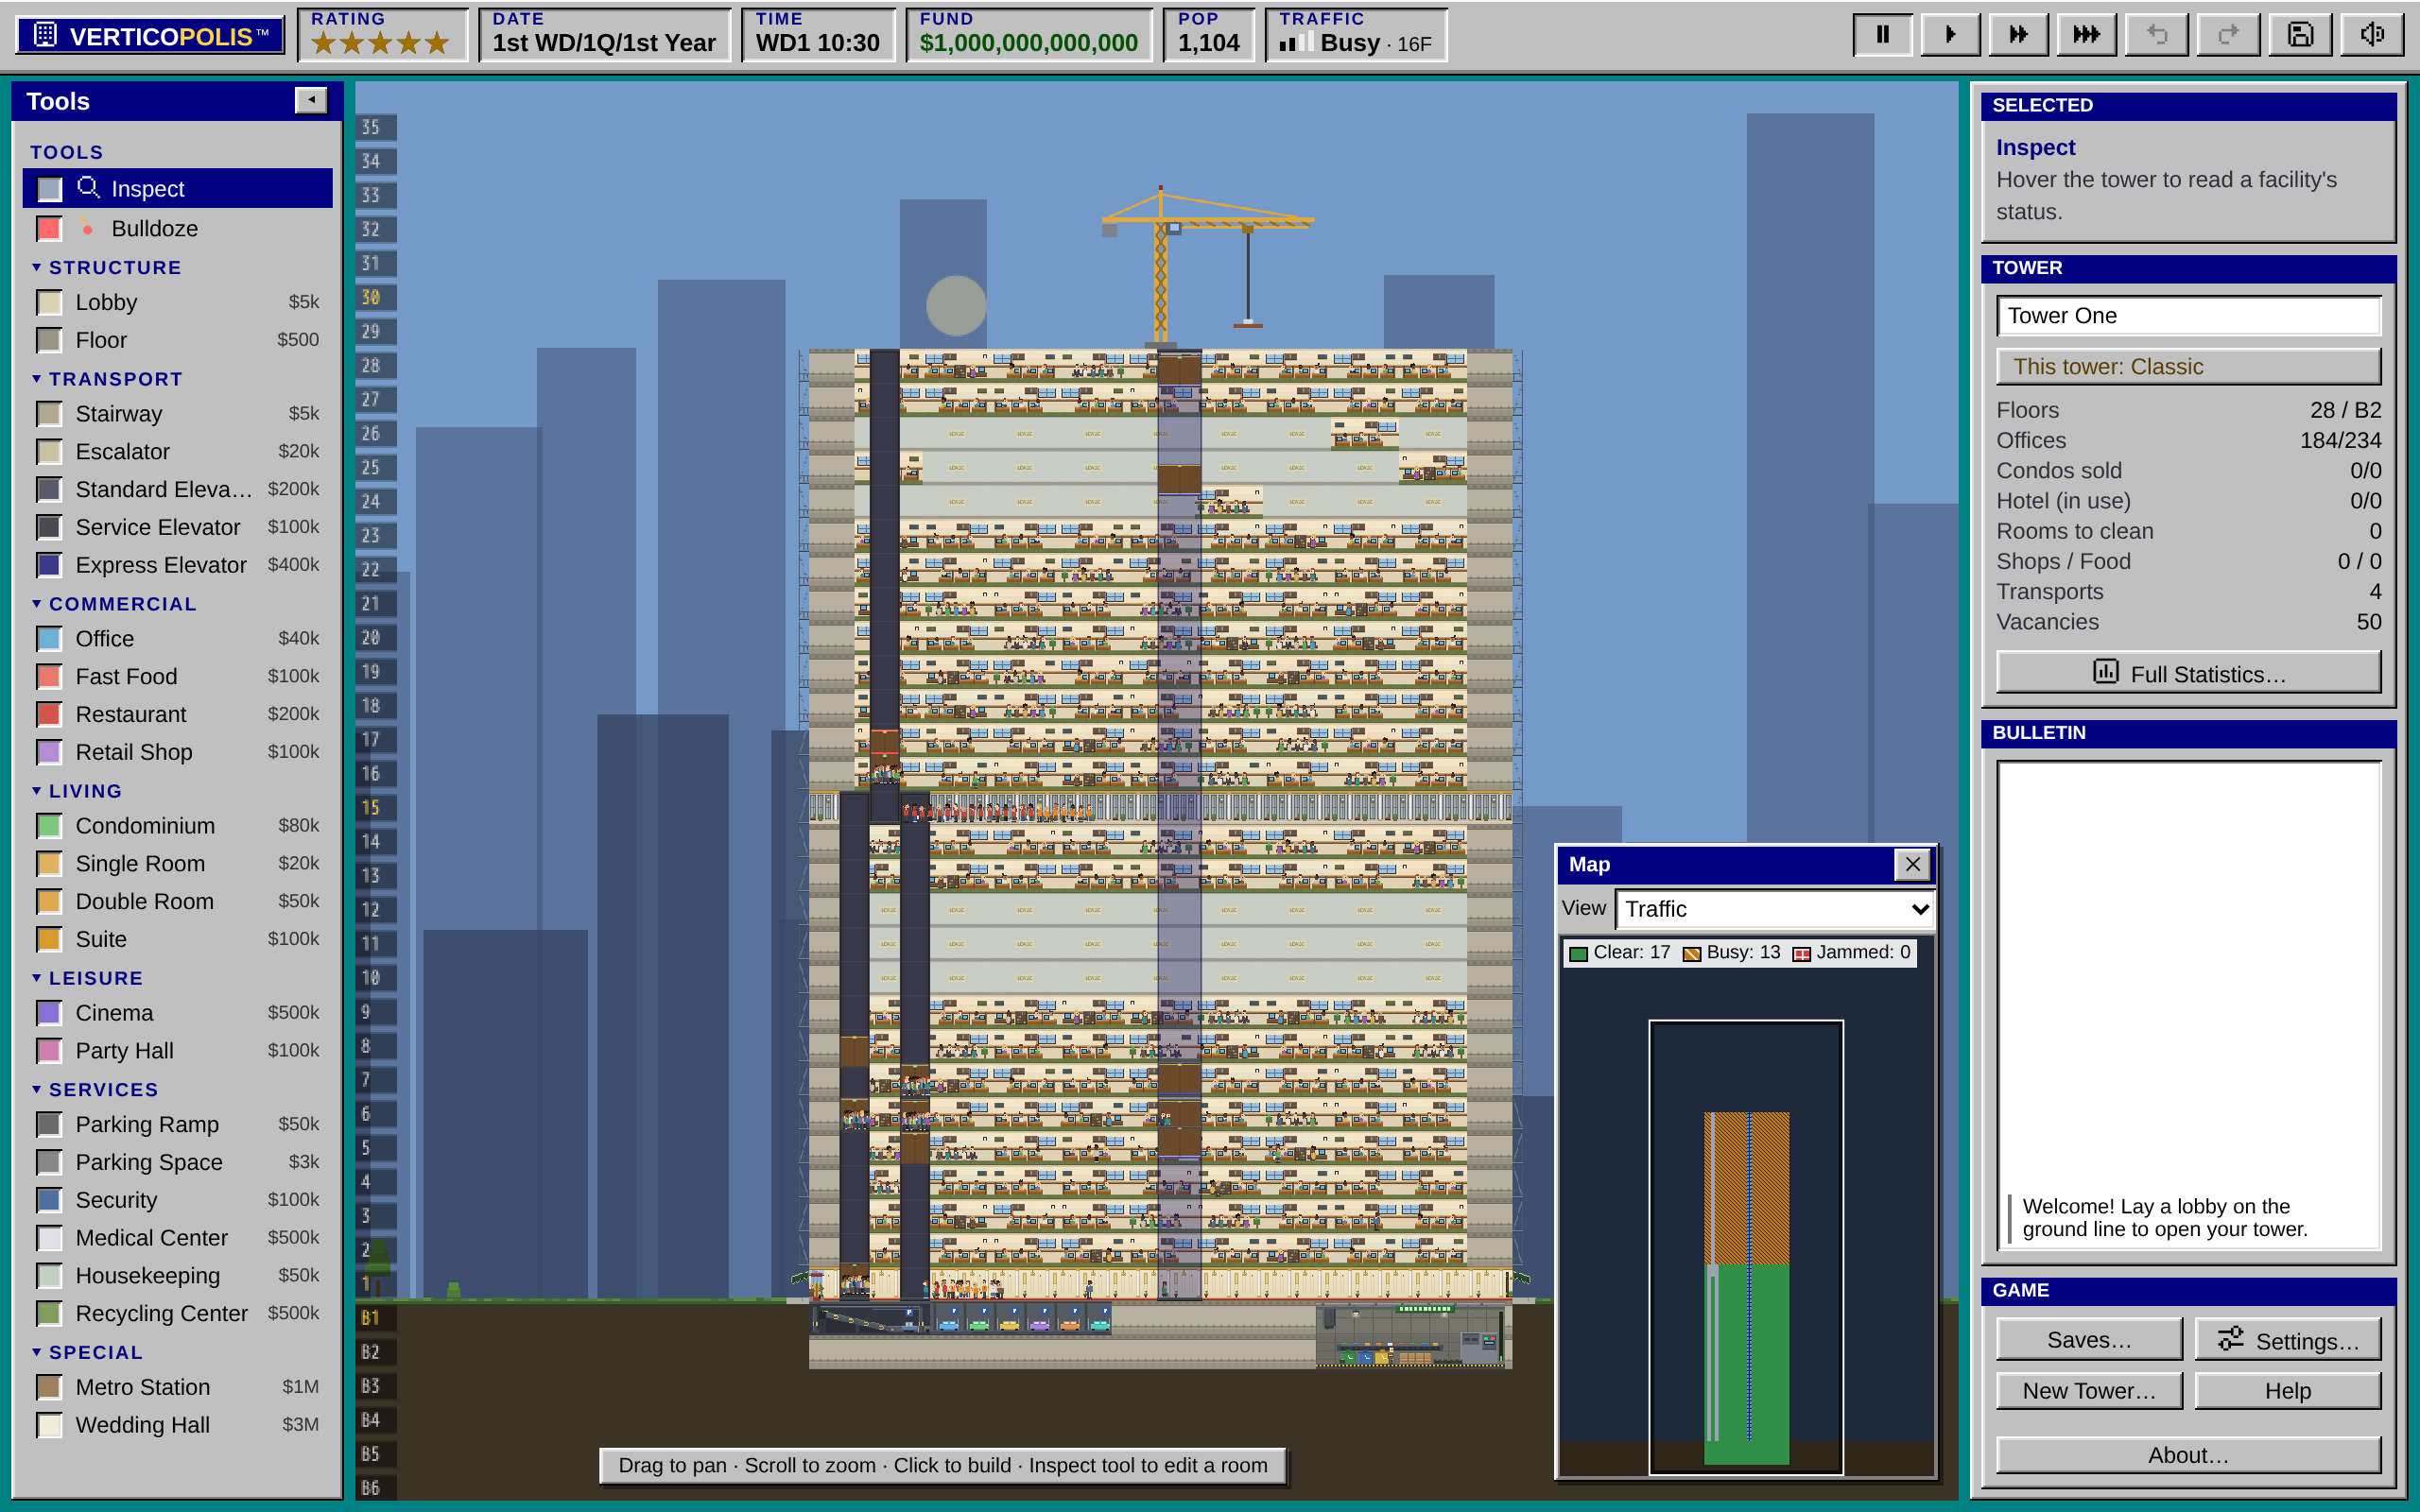 VERTICOPOLIS™
RATING
DATE
1st WD/1Q/1st Year
TIME
WD1 10:30
FUND
$1,000,000,000,000
POP
1,104
TRAFFIC
Busy · 16F
Tools
TOOLS
Inspect
Bulldoze
STRUCTURE
Lobby $5k
Floor $500
TRANSPORT
Stairway $5k
Escalator $20k
Standard Eleva… $200k
Service Elevator $100k
Express Elevator $400k
COMMERCIAL
Office $40k
Fast Food $100k
Restaurant $200k
Retail Shop $100k
LIVING
Condominium $80k
Single Room $20k
Double Room $50k
Suite $100k
LEISURE
Cinema $500k
Party Hall $100k
SERVICES
Parking Ramp $50k
Parking Space $3k
Security $100k
Medical Center $500k
Housekeeping $50k
Recycling Center $500k
SPECIAL
Metro Station $1M
Wedding Hall $3M
35
34
33
32
31
30
29
28
27
26
25
24
23
22
21
20
19
18
17
16
15
14
13
12
11
10
9
8
7
6
5
4
3
2
1
B1
B2
B3
B4
B5
B6
Drag to pan · Scroll to zoom · Click to build · Inspect tool to edit a room
Map
View Traffic
Clear: 17 Busy: 13 Jammed: 0
SELECTED
Inspect
Hover the tower to read a facility's
status.
TOWER
Tower One
This tower: Classic
Floors 28 / B2
Offices 184/234
Condos sold 0/0
Hotel (in use) 0/0
Rooms to clean 0
Shops / Food 0 / 0
Transports 4
Vacancies 50
Full Statistics…
BULLETIN
Welcome! Lay a lobby on the
ground line to open your tower.
GAME
Saves…
Settings…
New Tower…
Help
About…